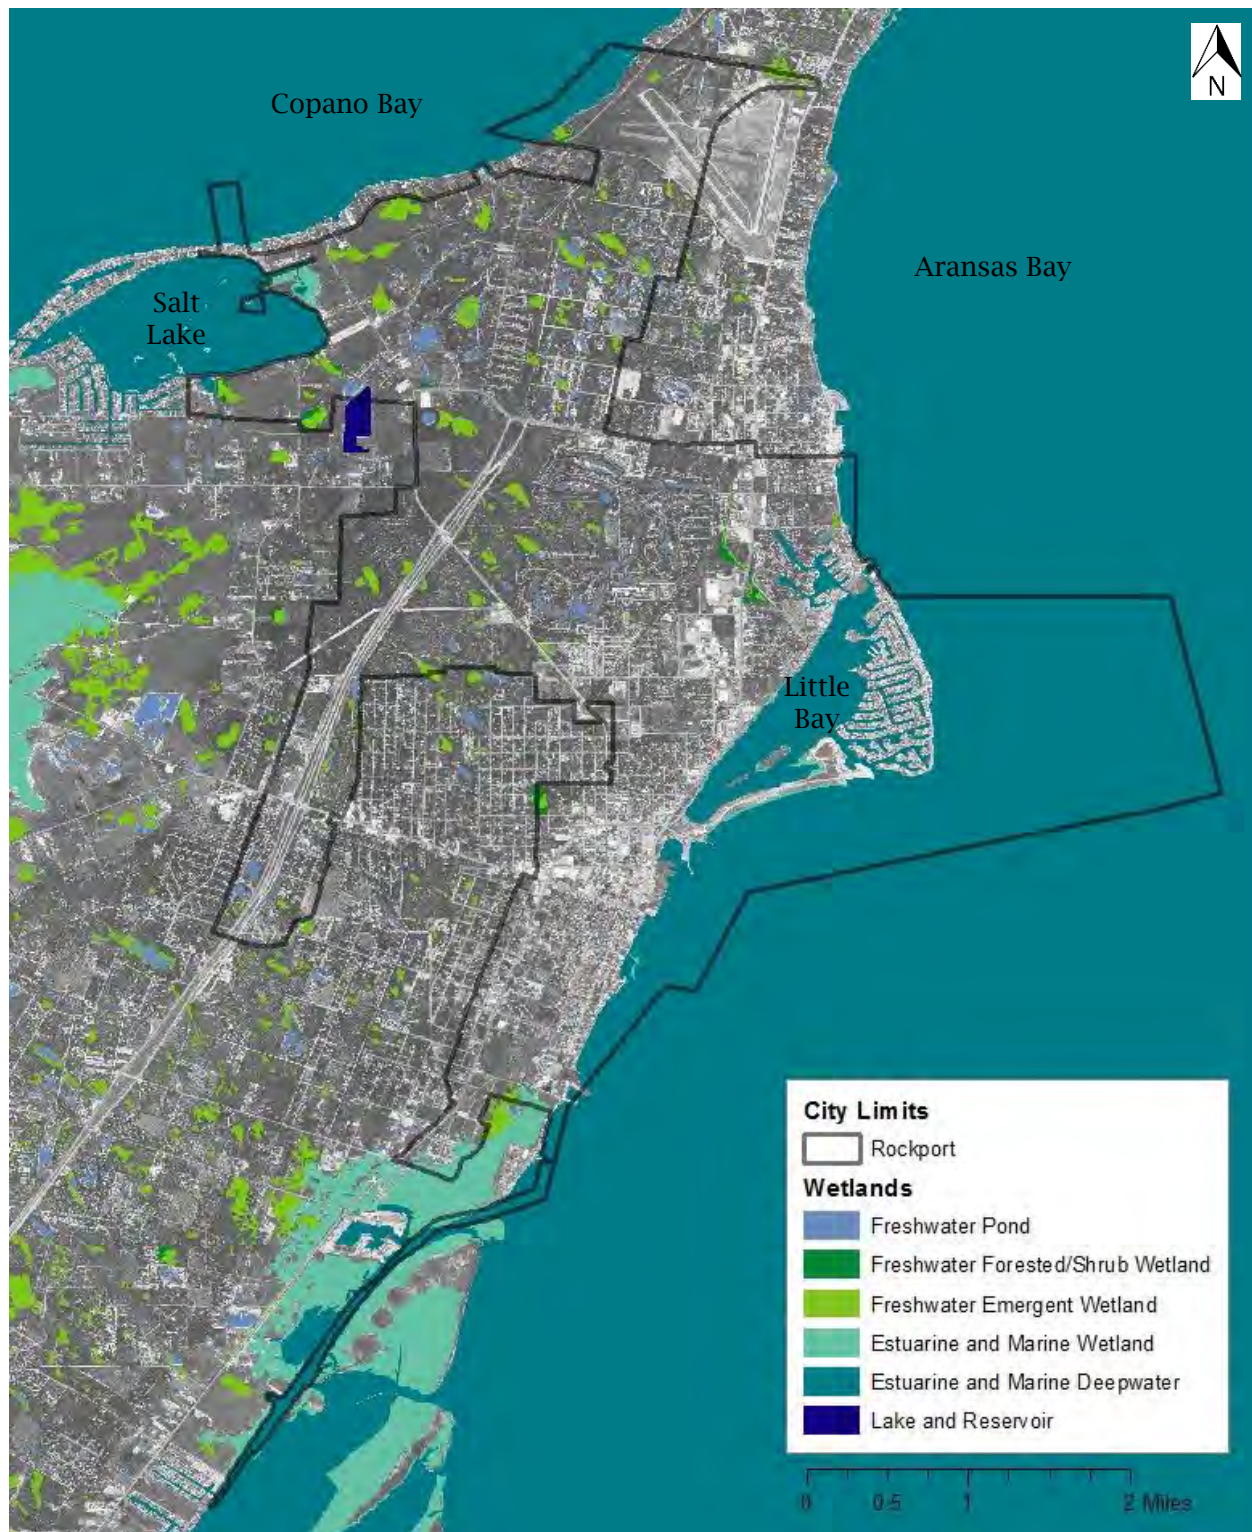 N
Copano Bay
Aransas Bay
Salt
Lake
Little
Bay
City Limits
Rockport
Wetlands
Freshwater Pond
Freshwater Forested/Shrub Wetland
Freshwater Emergent Wetland
Estuarine and Marine Wetland
Estuarine and Marine Deepwater
Lake and Reservoir
0 0.5 1 2 Miles